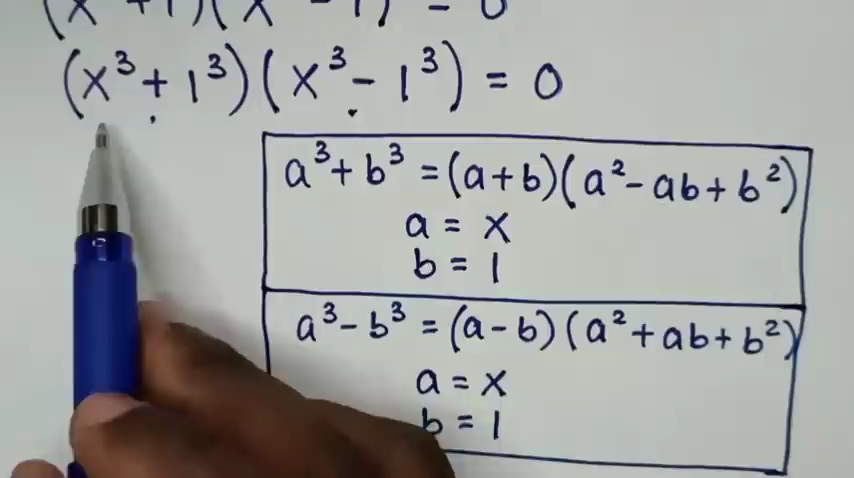 (x³ + 1³)(x³ - 1³) = 0
a³ + b³ = (a+b)(a² - ab + b²)
a = x
b = 1
a³ - b³ = (a-b)(a² + ab + b²)
a = x
b = 1